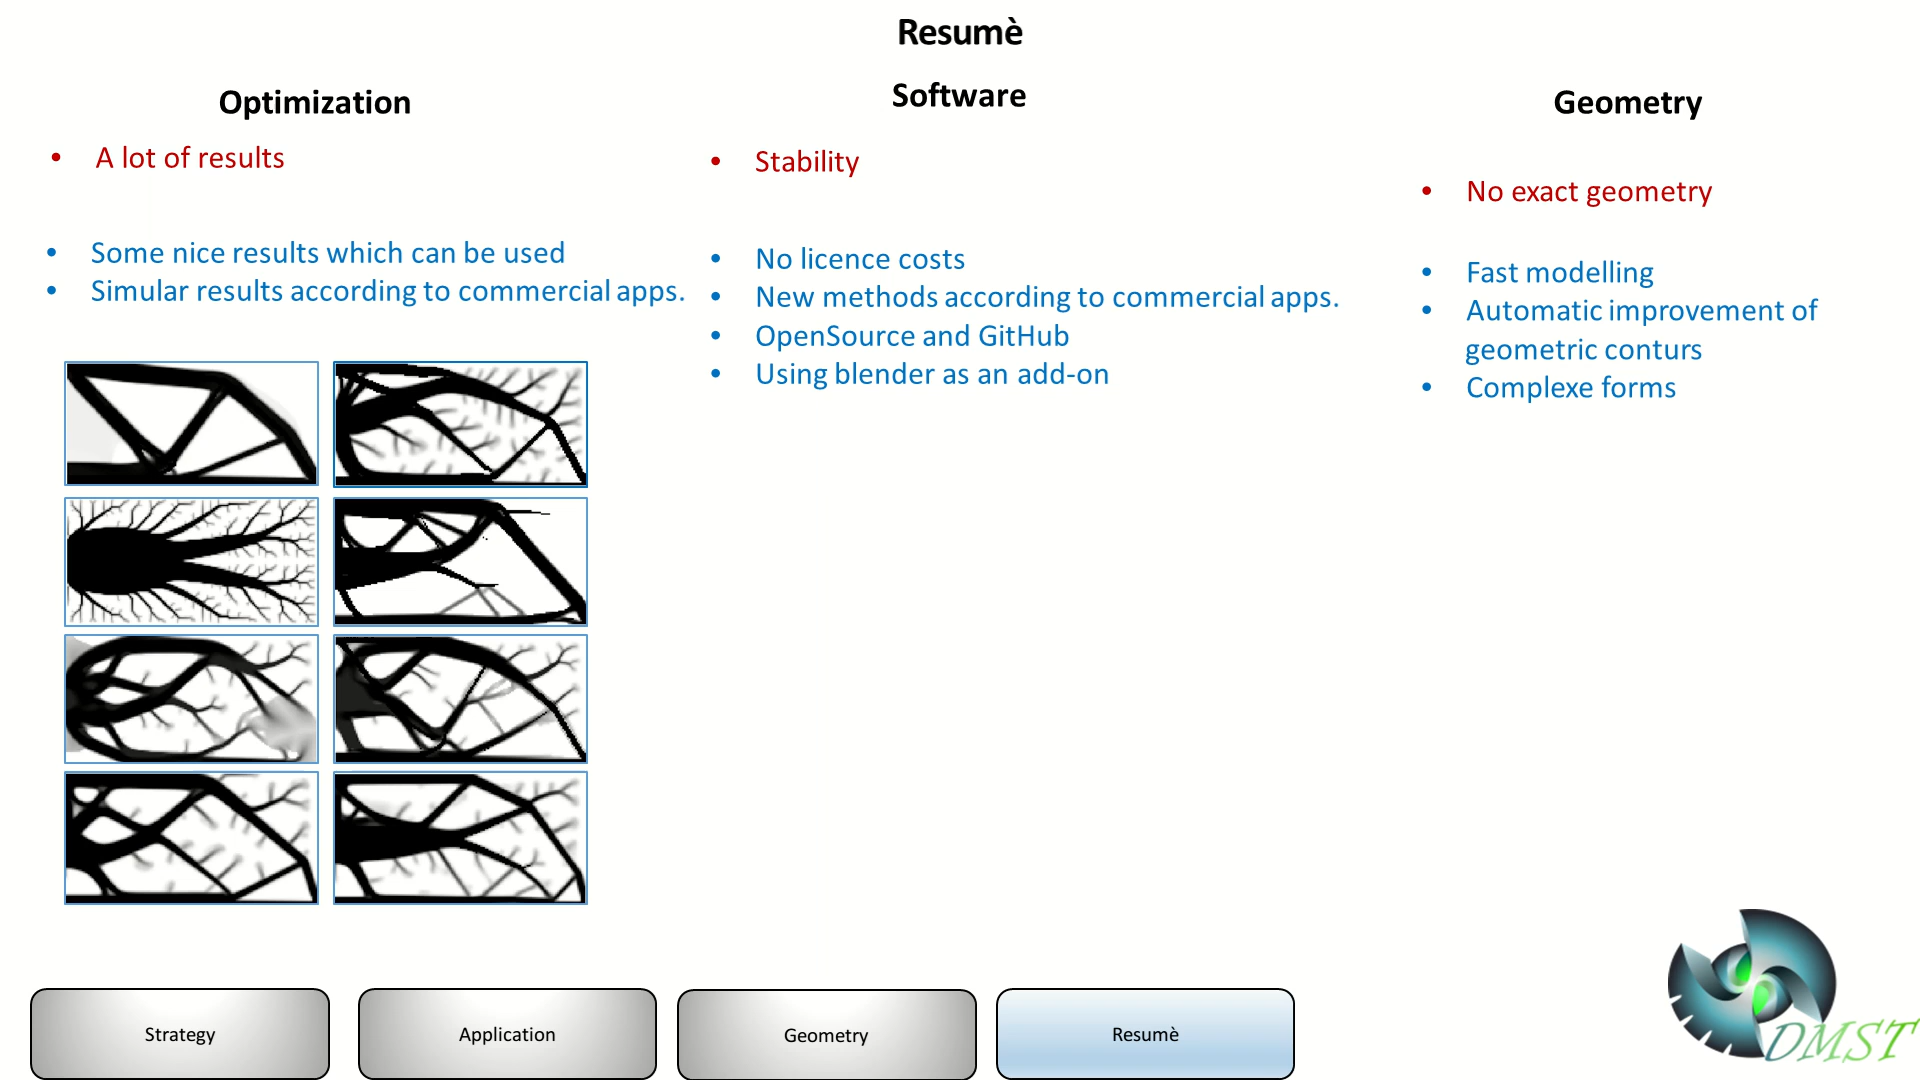 Resumè
Optimization
• A lot of results
• Some nice results which can be used
• Simular results according to commercial apps.
Software
• Stability
• No licence costs
• New methods according to commercial apps.
• OpenSource and GitHub
• Using blender as an add-on
Geometry
• No exact geometry
• Fast modelling
• Automatic improvement of
geometric conturs
• Complexe forms
Strategy
Application
Geometry
Resumè
DMST